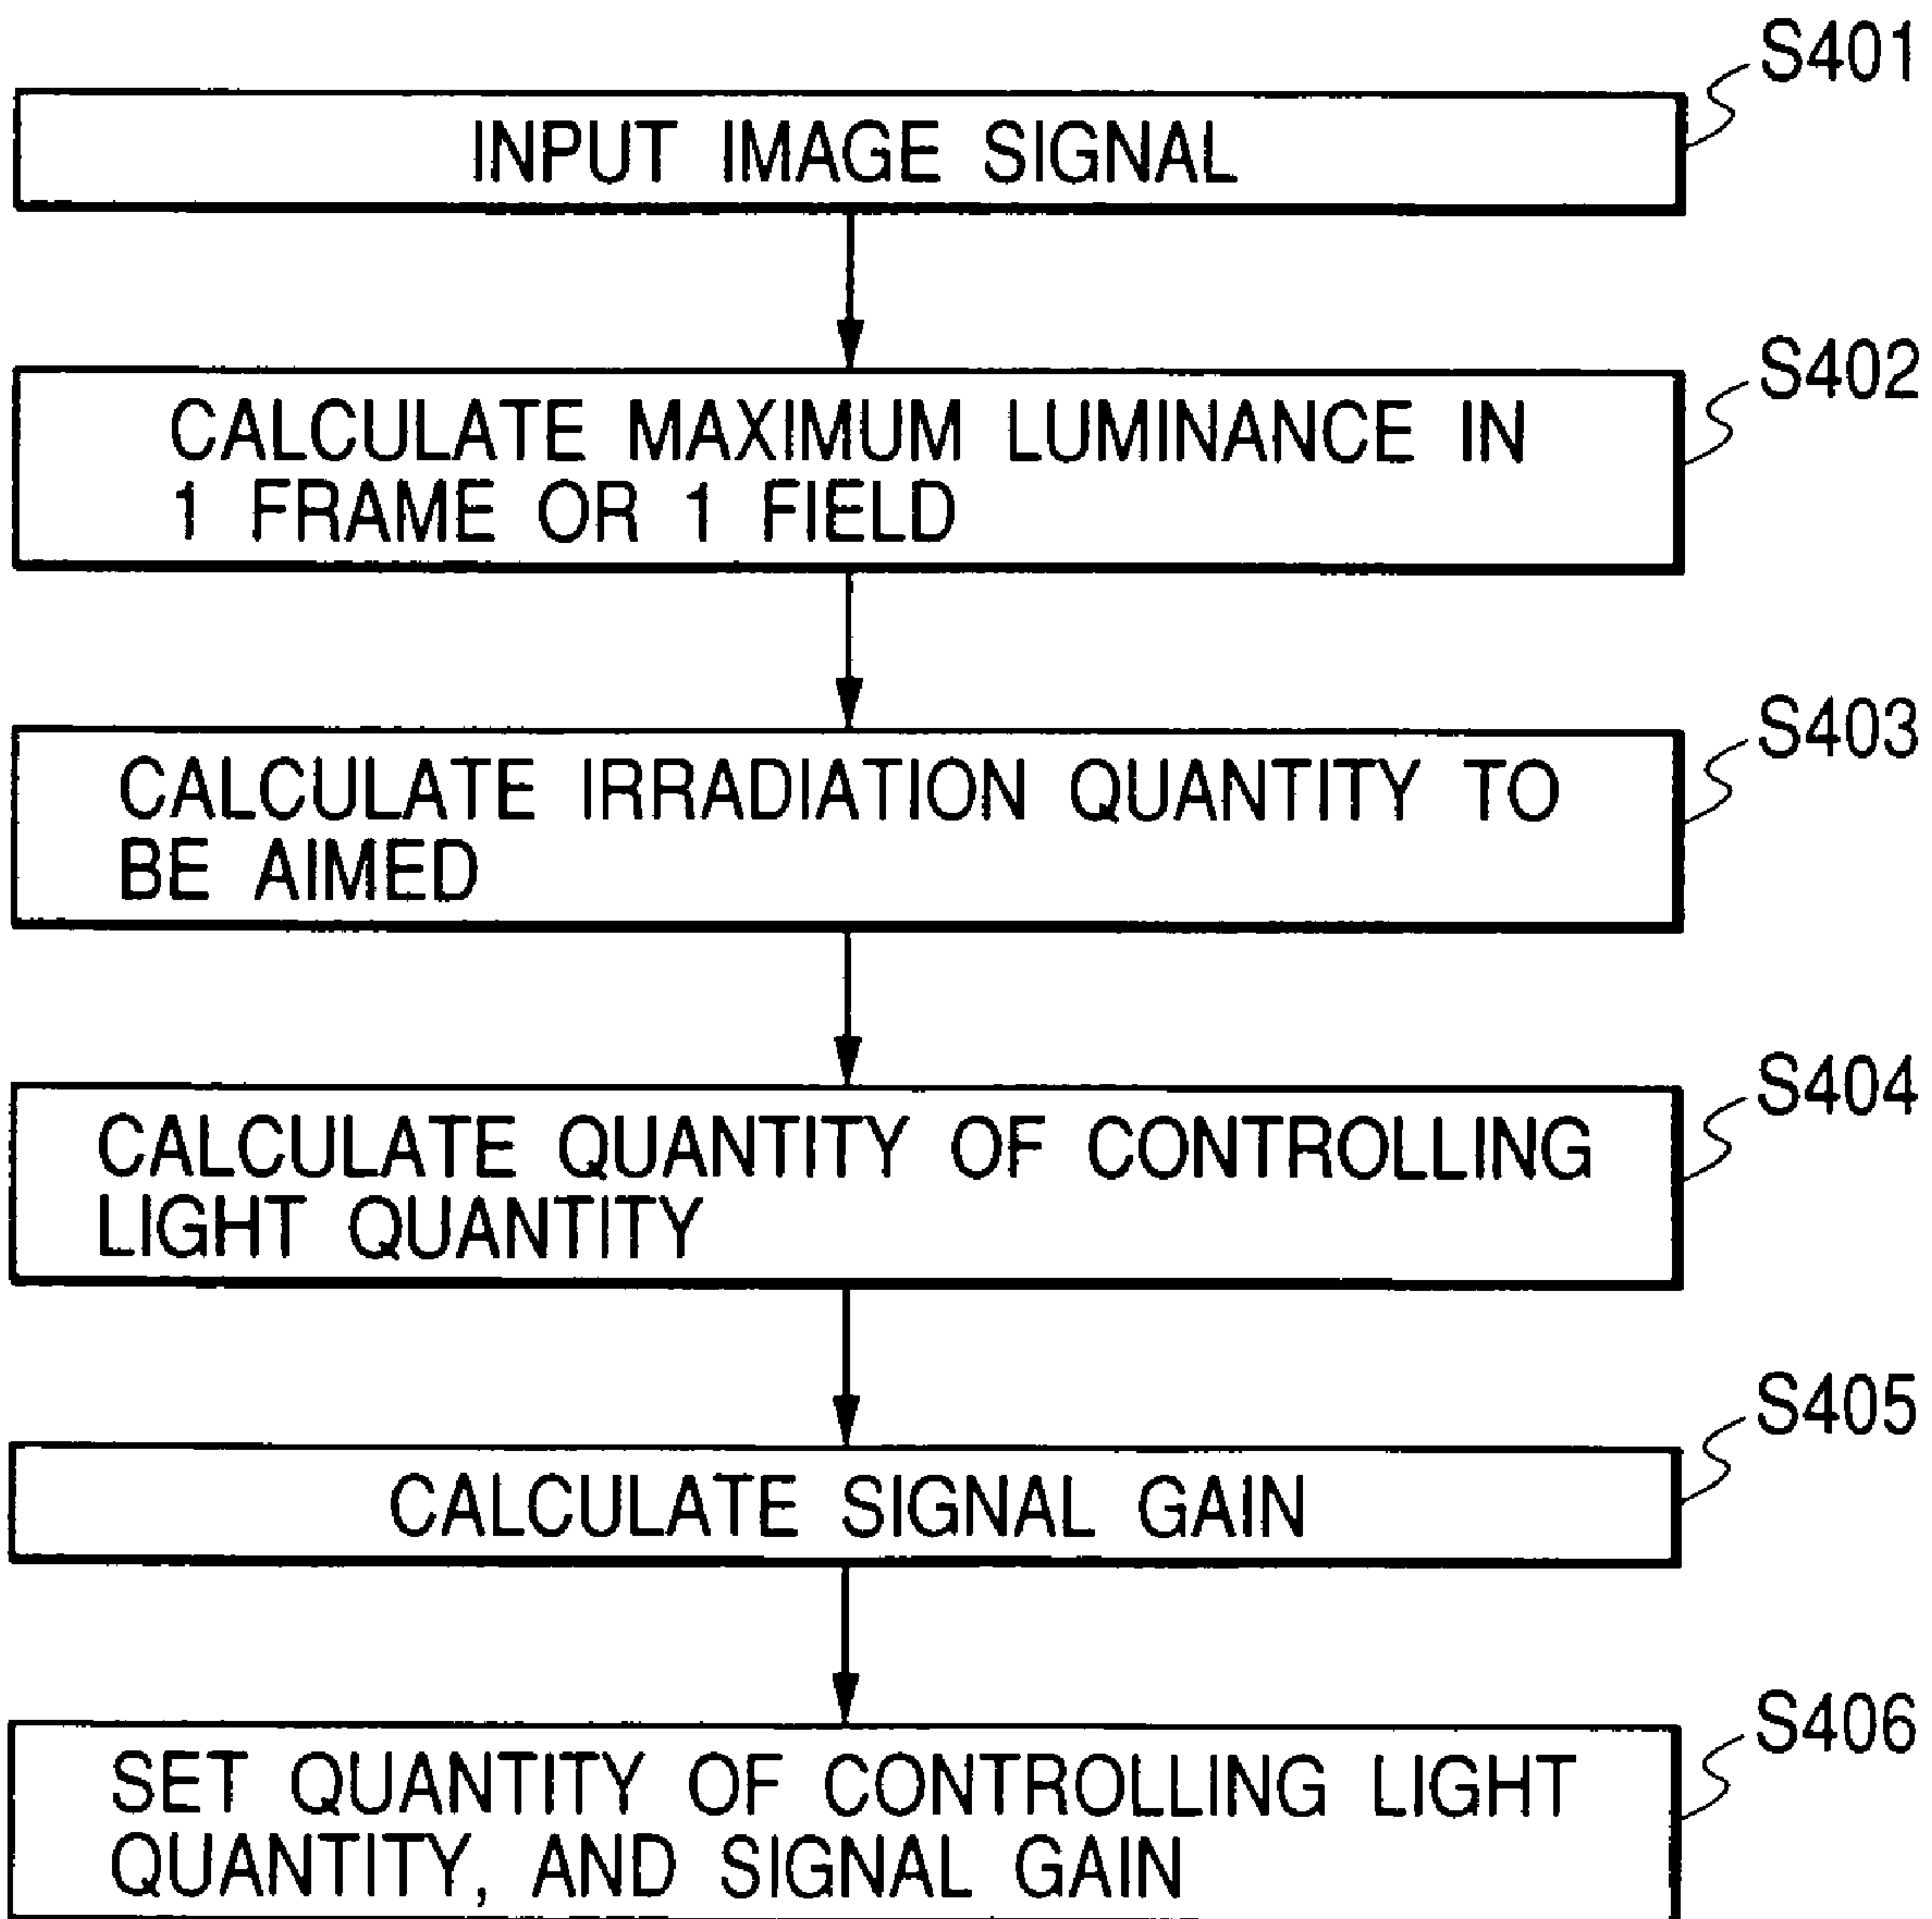 S401
INPUT IMAGE SIGNAL
S402
CALCULATE MAXIMUM LUMINANCE IN
1 FRAME OR 1 FIELD
S403
CALCULATE IRRADIATION QUANTITY TO
BE AIMED
S404
CALCULATE QUANTITY OF CONTROLLING
LIGHT QUANTITY
S405
CALCULATE SIGNAL GAIN
S406
SET QUANTITY OF CONTROLLING LIGHT
QUANTITY, AND SIGNAL GAIN